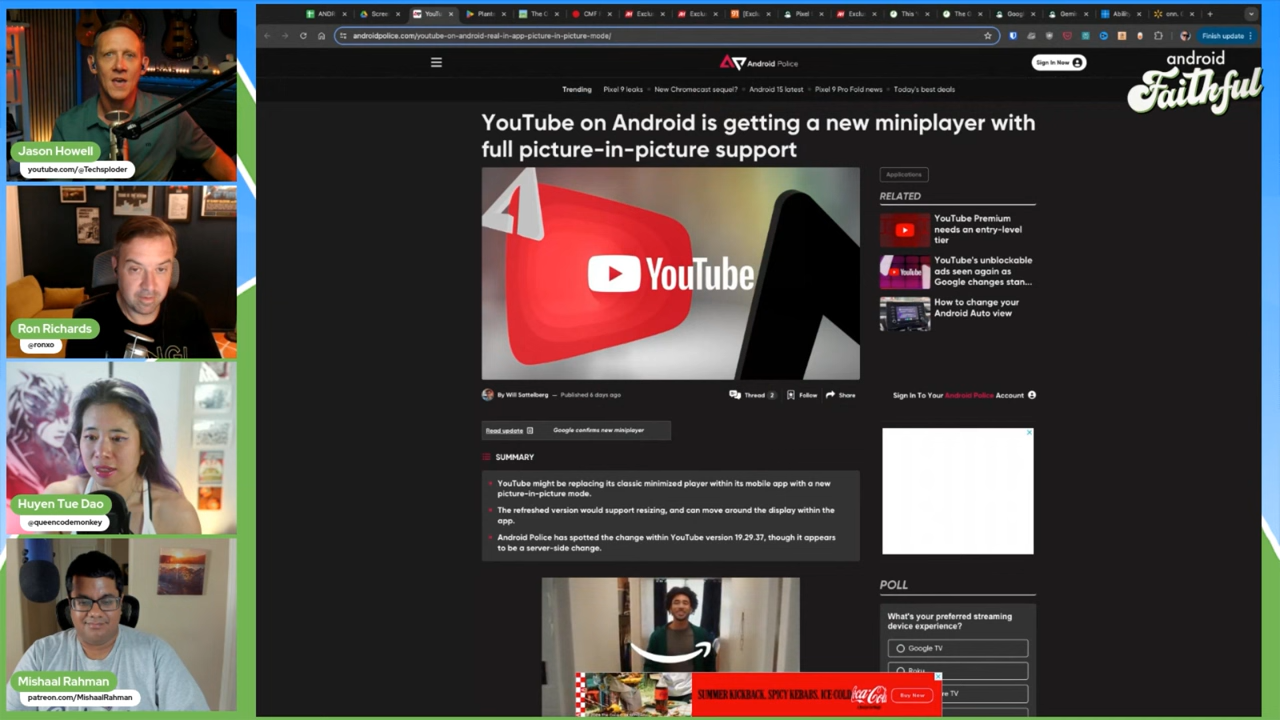 Jason Howell
youtube.com/@Techsploder
Ron Richards
@ronxo
Huyen Tue Dao
@queencodemonkey
Mishaal Rahman
patreon.com/MishaalRahman
android
Faithful
androidpolice.com/youtube-on-android-real-in-app-picture-in-picture-mode/
Finish update
Android Police
Sign In Now
Trending Pixel 9 leaks New Chromecast sequel? Android 15 latest Pixel 9 Pro Fold news Today's best deals
YouTube on Android is getting a new miniplayer with
full picture-in-picture support
YouTube
By Will Sattelberg — Published 6 days ago
Thread 2 Follow Share
Read update Google confirms new miniplayer
SUMMARY
YouTube might be replacing its classic minimized player within its mobile app with a new
picture-in-picture mode.
The refreshed version would support resizing, and can move around the display within the
app.
Android Police has spotted the change within YouTube version 19.29.37, though it appears
to be a server-side change.
Applications
RELATED
YouTube Premium
needs an entry-level
tier
YouTube's unblockable
ads seen again as
Google changes stan...
How to change your
Android Auto view
Sign In To Your Android Police Account
POLL
What's your preferred streaming
device experience?
Google TV
Roku
SUMMER KICKBACK, SPICY KEBABS, ICE COLD
Coca-Cola
Buy Now